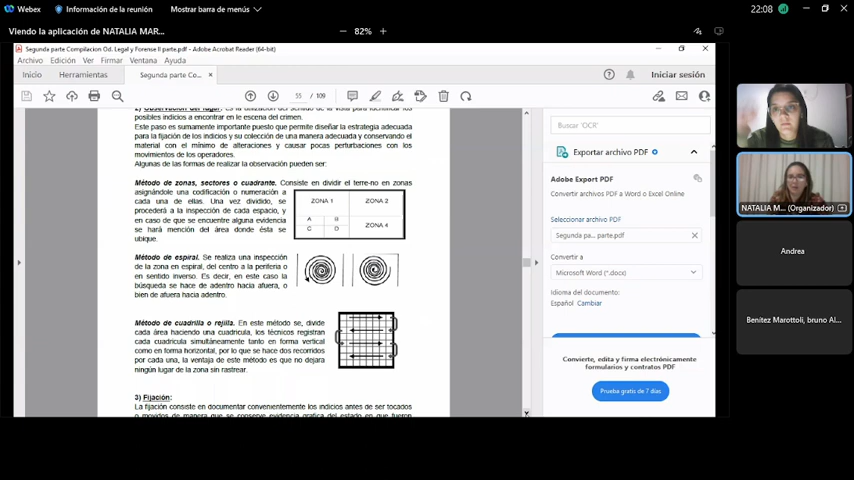 Webex
Información de la reunión
Mostrar barra de menús
22:08
Viendo la aplicación de NATALIA MAR...
82%
Segunda parte Compilacion Od. Legal y Forense II parte.pdf - Adobe Acrobat Reader (64-bit)
Archivo Edición Ver Firmar Ventana Ayuda
Inicio Herramientas Segunda parte Co... Iniciar sesión
55 / 109
posibles indicios a encontrar en la escena del crimen.
Este paso es sumamente importante puesto que permite diseñar la estrategia adecuada
para la fijación de los indicios y su colección de una manera adecuada y conservando el
material con el mínimo de alteraciones y causar pocas perturbaciones con los
movimientos de los operadores.
Algunas de las formas de realizar la observación pueden ser:
Método de zonas, sectores o cuadrante. Consiste en dividir el terre-no en zonas
asignándole una codificación o numeración a
cada una de ellas. Una vez dividido, se
procederá a la inspección de cada espacio, y
en caso de que se encuentre alguna evidencia
se hará mención del área donde ésta se
ubique.
ZONA 1 ZONA 2
A B
C D ZONA 4
Método de espiral. Se realiza una inspección
de la zona en espiral, del centro a la periferia o
en sentido inverso. Es decir, en este caso la
búsqueda se hace de adentro hacia afuera, o
bien de afuera hacia adentro.
Método de cuadrilla o rejilla. En este método se, divide
cada área haciendo una cuadrícula, los técnicos registran
cada cuadrícula simultáneamente tanto en forma vertical
como en forma horizontal, por lo que se hace dos recorridos
por cada una, la ventaja de este método es que no dejara
ningún lugar de la zona sin rastrear.
3) Fijación:
La fijación consiste en documentar convenientemente los indicios antes de ser tocados
Buscar 'OCR'
Exportar archivo PDF
Adobe Export PDF
Convertir archivos PDF a Word o Excel Online
Seleccionar archivo PDF
Segunda pa... parte.pdf
Convertir a
Microsoft Word (*.docx)
Idioma del documento:
Español Cambiar
Convierte, edita y firma electrónicamente
formularios y contratos PDF
Prueba gratis de 7 días
NATALIA M... (Organizador)
Andrea
Benítez Marottoli, bruno Al...